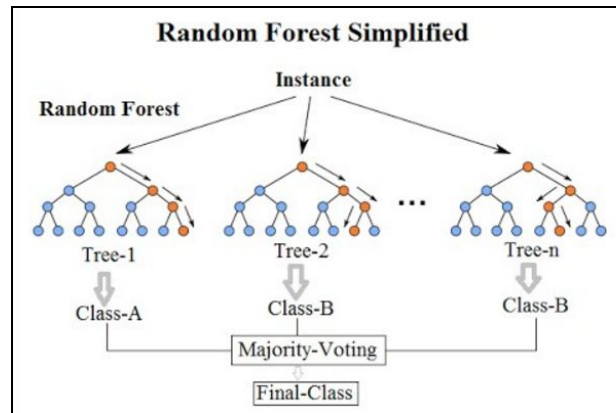 Random Forest Simplified
Instance
Random Forest
...
Tree-1
Tree-2
Tree-n
Class-A
Class-B
Class-B
Majority-Voting
Final-Class